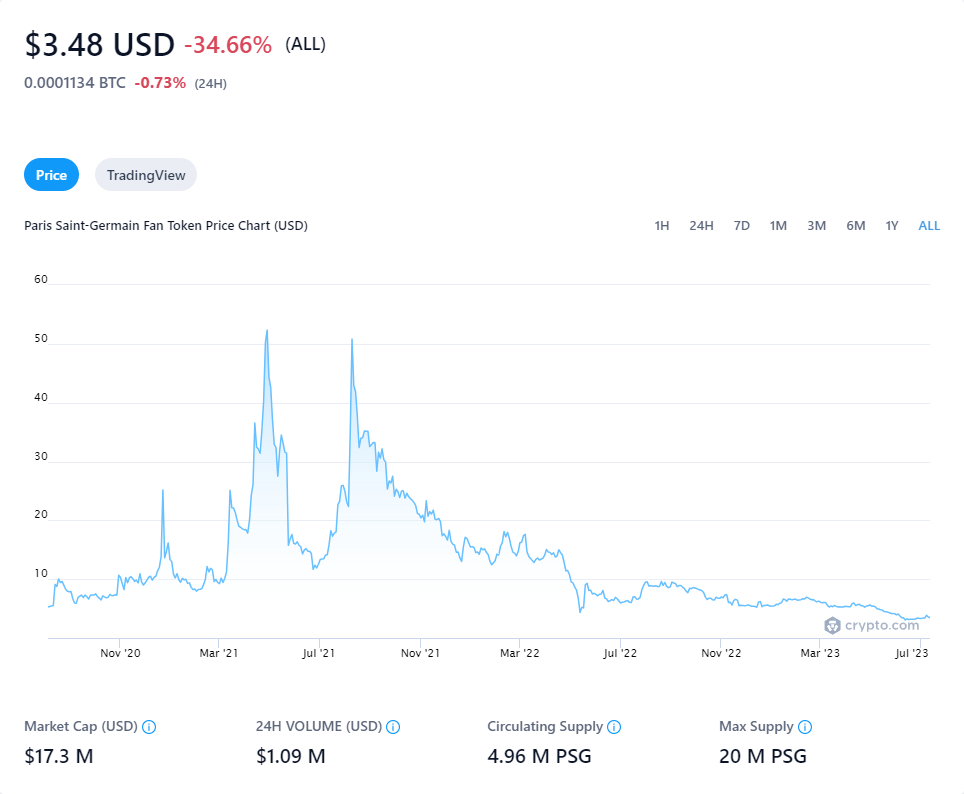 $3.48 USD -34.66% (ALL)
0.0001134 BTC -0.73% (24H)
Price TradingView
Paris Saint-Germain Fan Token Price Chart (USD) 1H 24H 7D 1M 3M 6M 1Y ALL
60
50
40
30
20
10
crypto.com
Nov '20 Mar '21 Jul '21 Nov '21 Mar '22 Jul '22 Nov '22 Mar '23 Jul '23
Market Cap (USD) 24H VOLUME (USD) Circulating Supply Max Supply
$17.3 M $1.09 M 4.96 M PSG 20 M PSG